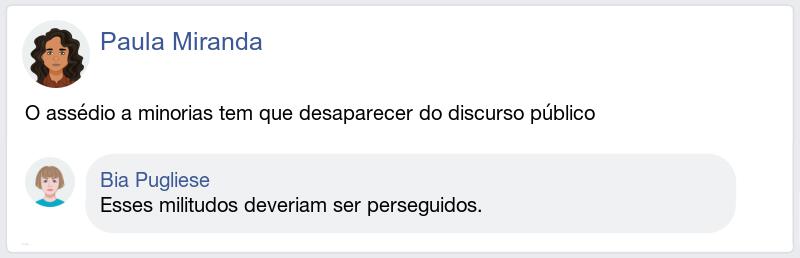 Paula Miranda
O assédio a minorias tem que desaparecer do discurso público
Bia Pugliese
Esses militudos deveriam ser perseguidos.